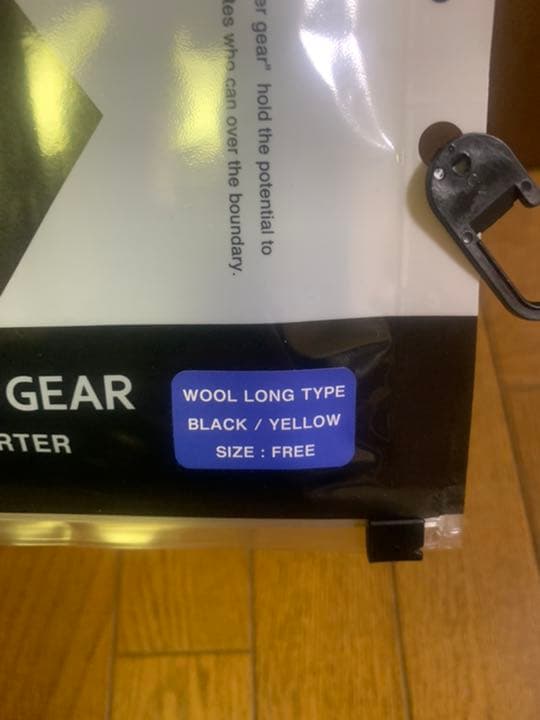 er gear" hold the potential to
tes who can over the boundary.
GEAR
RTER
WOOL LONG TYPE
BLACK / YELLOW
SIZE : FREE